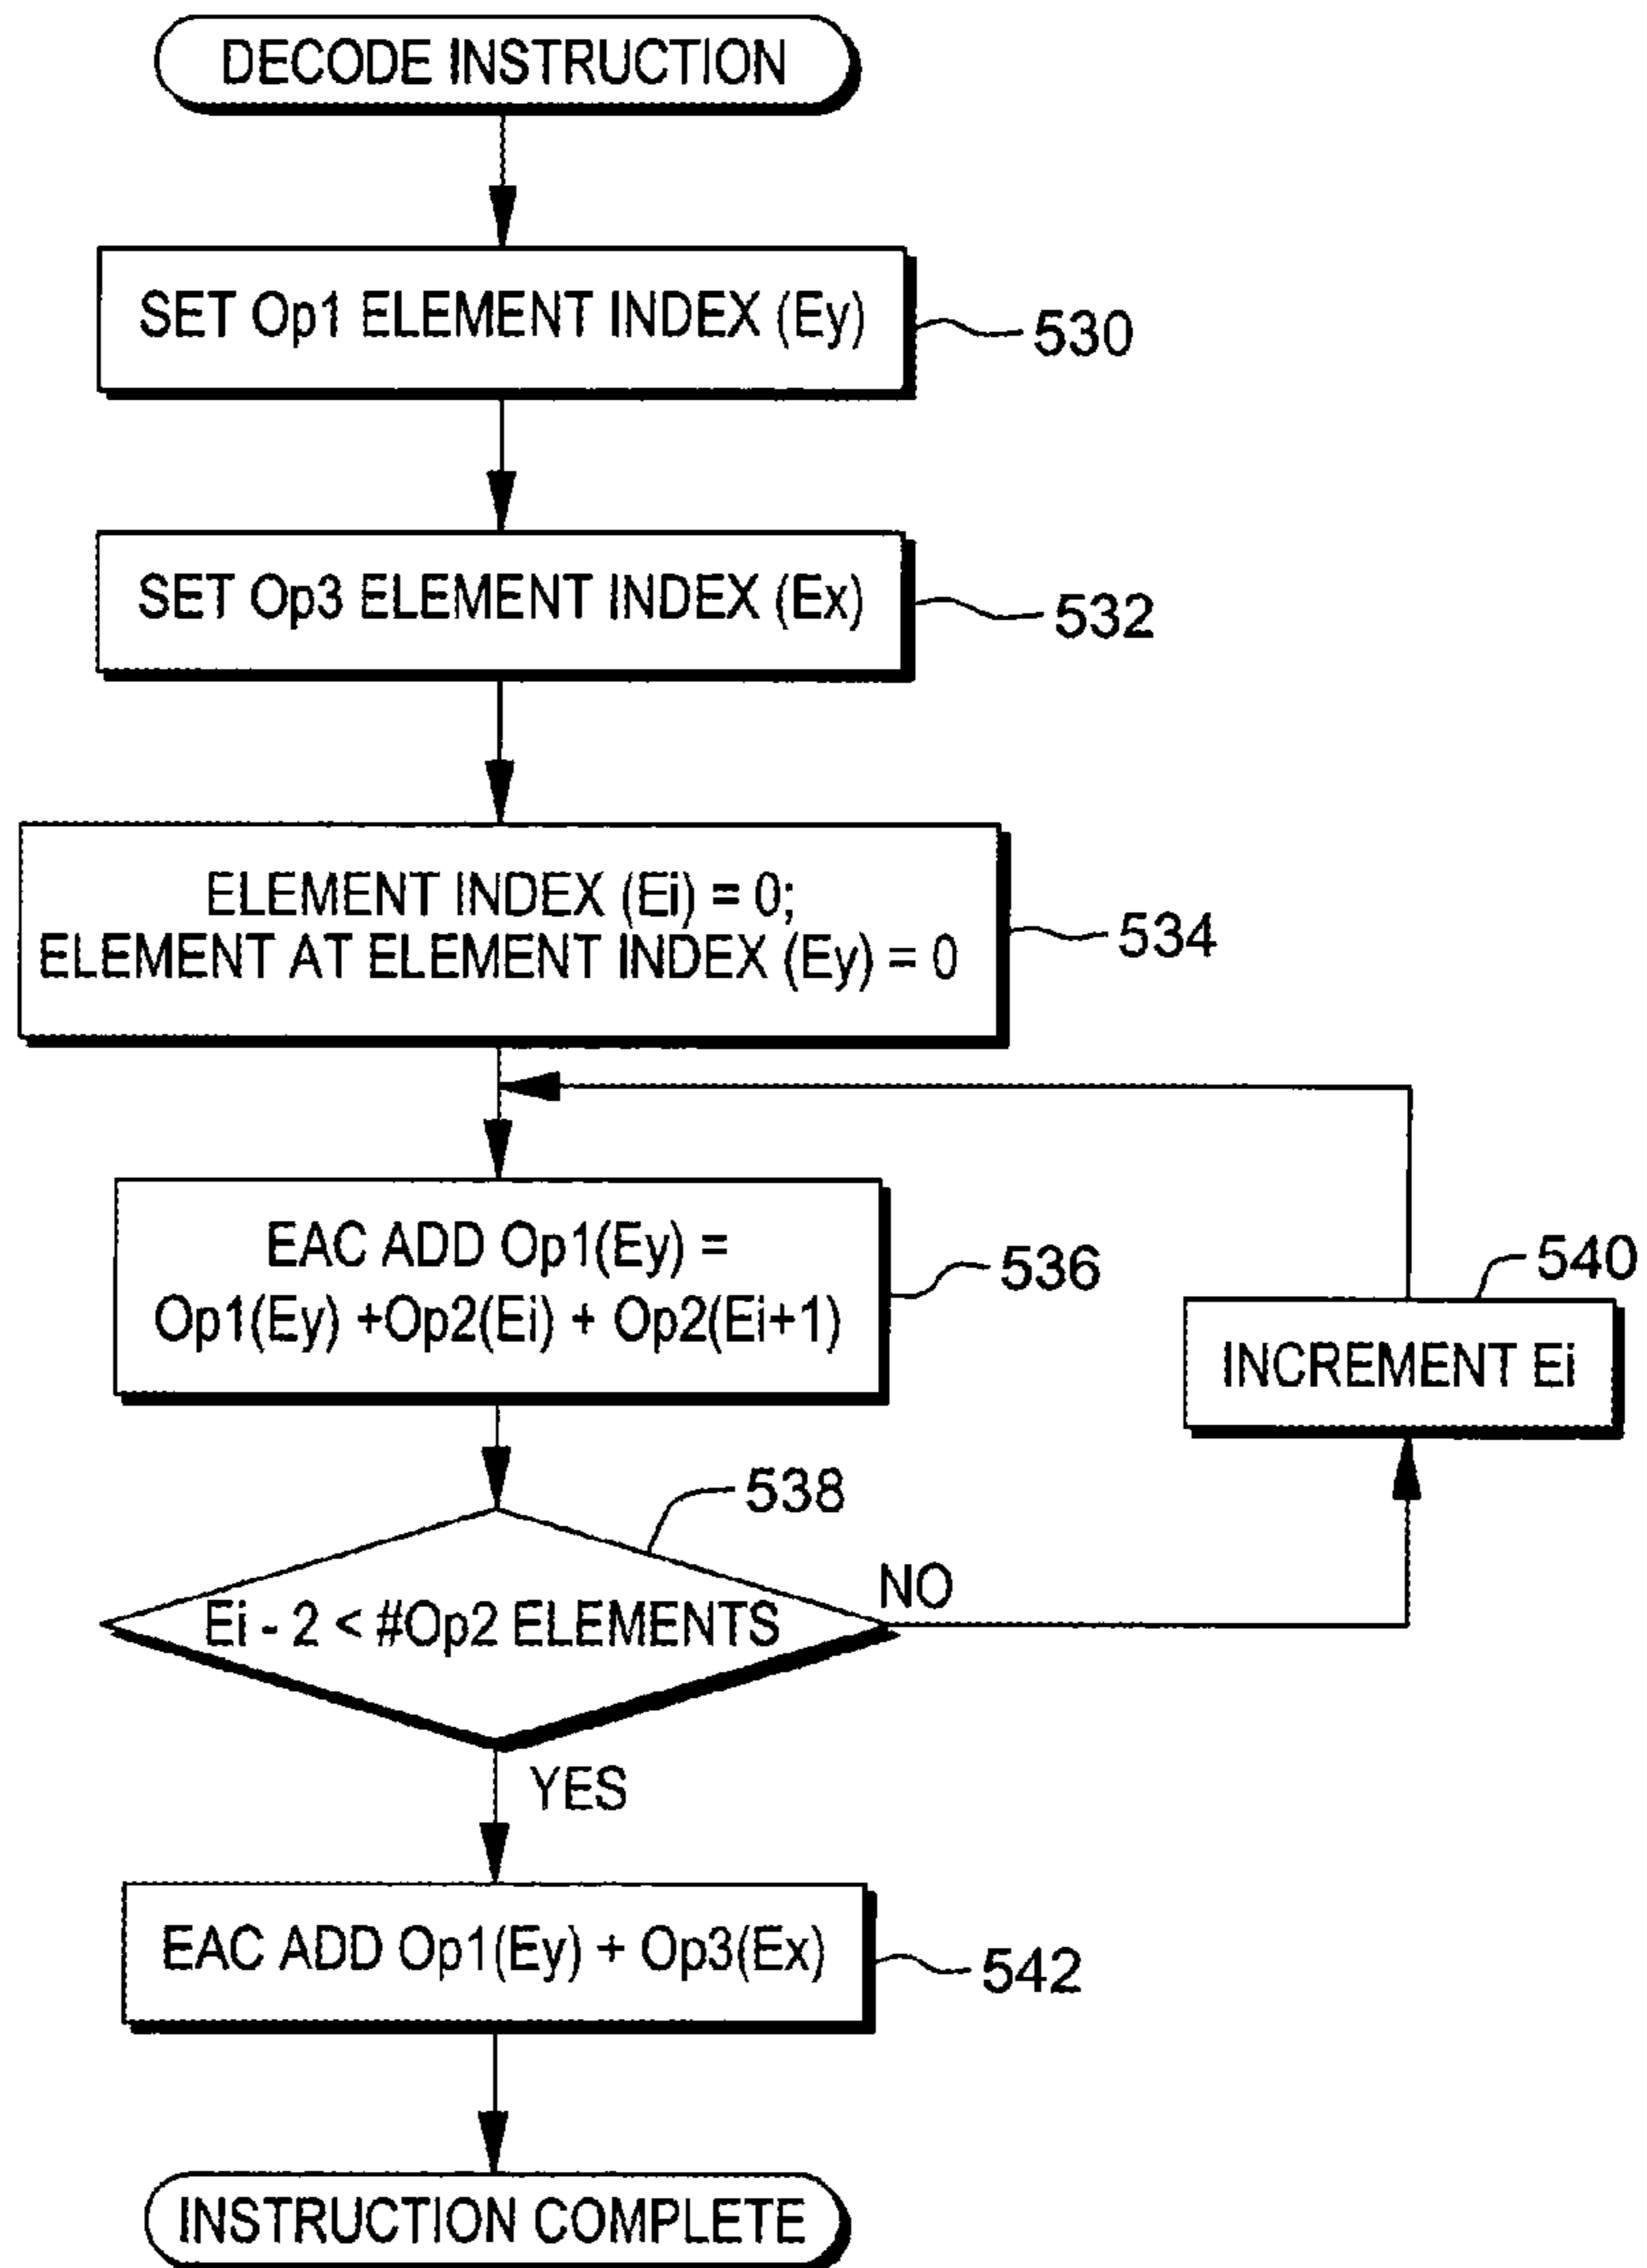 DECODE INSTRUCTION
SET Op1 ELEMENT INDEX (Ey)
530
SET Op3 ELEMENT INDEX (Ex)
532
ELEMENT INDEX (Ei) = 0;
ELEMENT AT ELEMENT INDEX (Ey) = 0
534
EAC ADD Op1(Ey) =
Op1(Ey) +Op2(Ei) + Op2(Ei+1)
536
540
INCREMENT Ei
538
Ei - 2 < #Op2 ELEMENTS
NO
YES
EAC ADD Op1(Ey) + Op3(Ex)
542
INSTRUCTION COMPLETE